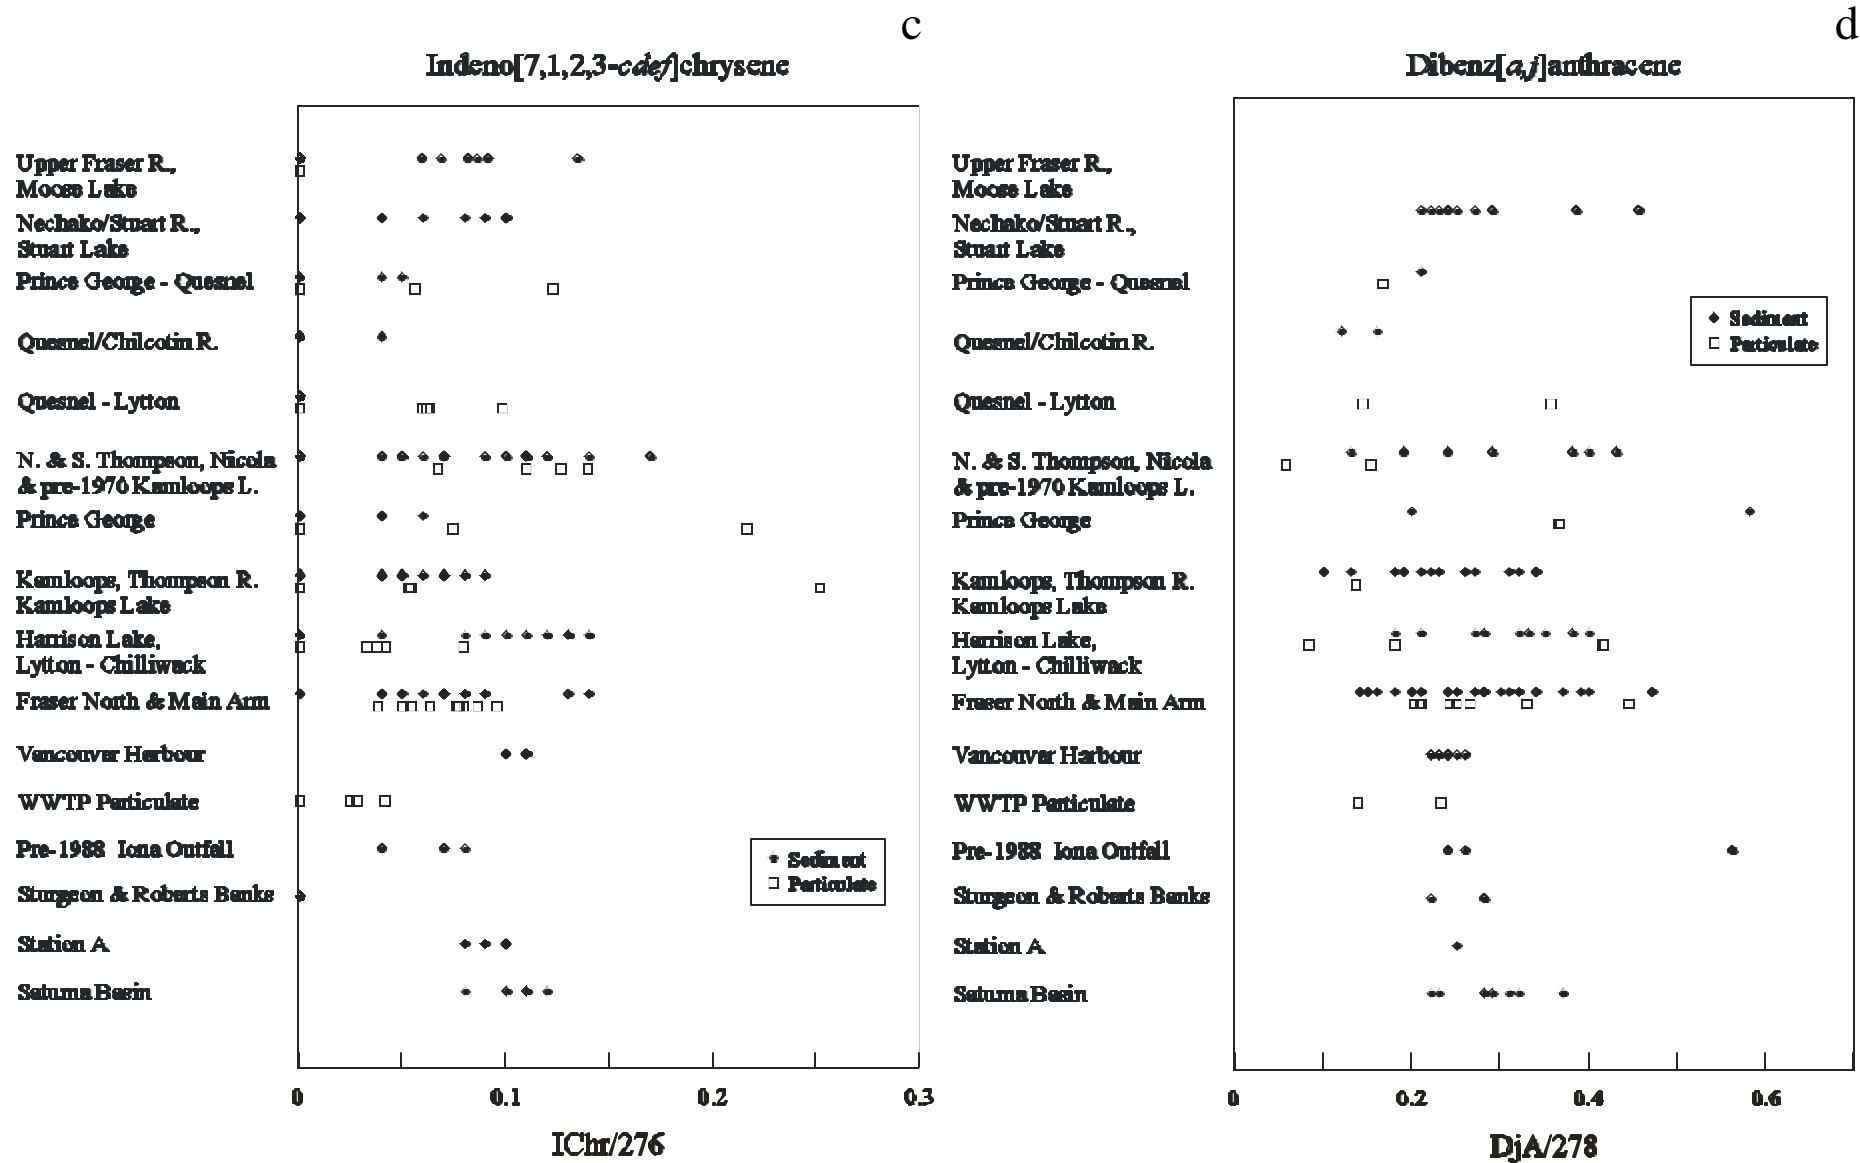 c
Indeno[7,1,2,3-cdef]chrysene
Upper Fraser R.,
Moose Lake
Nechako/Stuart R.,
Stuart Lake
Prince George - Quesnel
Quesnel/Chilcotin R.
Quesnel - Lytton
N. & S. Thompson, Nicola
& pre-1970 Kamloops L.
Prince George
Kamloops, Thompson R.
Kamloops Lake
Harrison Lake,
Lytton - Chilliwack
Fraser North & Main Arm
Vancouver Harbour
WWTP Particulate
Pre-1988 Iona Outfall
Sturgeon & Roberts Banks
Station A
Saturna Basin
Sediment
Particulate
0 0.1 0.2 0.3
IChr/276
d
Dibenz[a,j]anthracene
Upper Fraser R.,
Moose Lake
Nechako/Stuart R.,
Stuart Lake
Prince George - Quesnel
Quesnel/Chilcotin R.
Quesnel - Lytton
N. & S. Thompson, Nicola
& pre-1970 Kamloops L.
Prince George
Kamloops, Thompson R.
Kamloops Lake
Harrison Lake,
Lytton - Chilliwack
Fraser North & Main Arm
Vancouver Harbour
WWTP Particulate
Pre-1988 Iona Outfall
Sturgeon & Roberts Banks
Station A
Saturna Basin
Sediment
Particulate
0 0.2 0.4 0.6
DjA/278